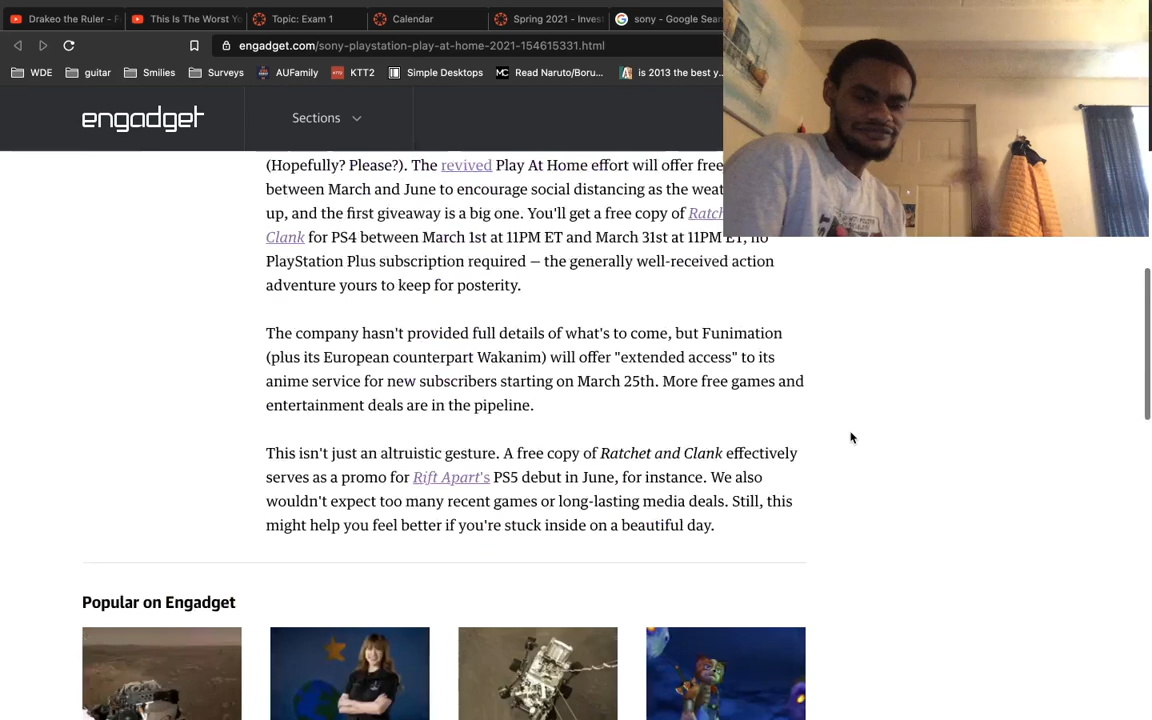 Drakeo the Ruler - F
This Is The Worst Yo
Topic: Exam 1
Calendar
Spring 2021 - Invest
sony - Google Sear
engadget.com/sony-playstation-play-at-home-2021-154615331.html
WDE
guitar
Smilies
Surveys
AUFamily
KTT2
Simple Desktops
Read Naruto/Boru...
is 2013 the best y...
engadget
Sections
(Hopefully? Please?). The revived Play At Home effort will offer free
between March and June to encourage social distancing as the weat
up, and the first giveaway is a big one. You'll get a free copy of Ratch
Clank for PS4 between March 1st at 11PM ET and March 31st at 11PM ET, no
PlayStation Plus subscription required — the generally well-received action
adventure yours to keep for posterity.
The company hasn't provided full details of what's to come, but Funimation
(plus its European counterpart Wakanim) will offer "extended access" to its
anime service for new subscribers starting on March 25th. More free games and
entertainment deals are in the pipeline.
This isn't just an altruistic gesture. A free copy of Ratchet and Clank effectively
serves as a promo for Rift Apart's PS5 debut in June, for instance. We also
wouldn't expect too many recent games or long-lasting media deals. Still, this
might help you feel better if you're stuck inside on a beautiful day.
Popular on Engadget